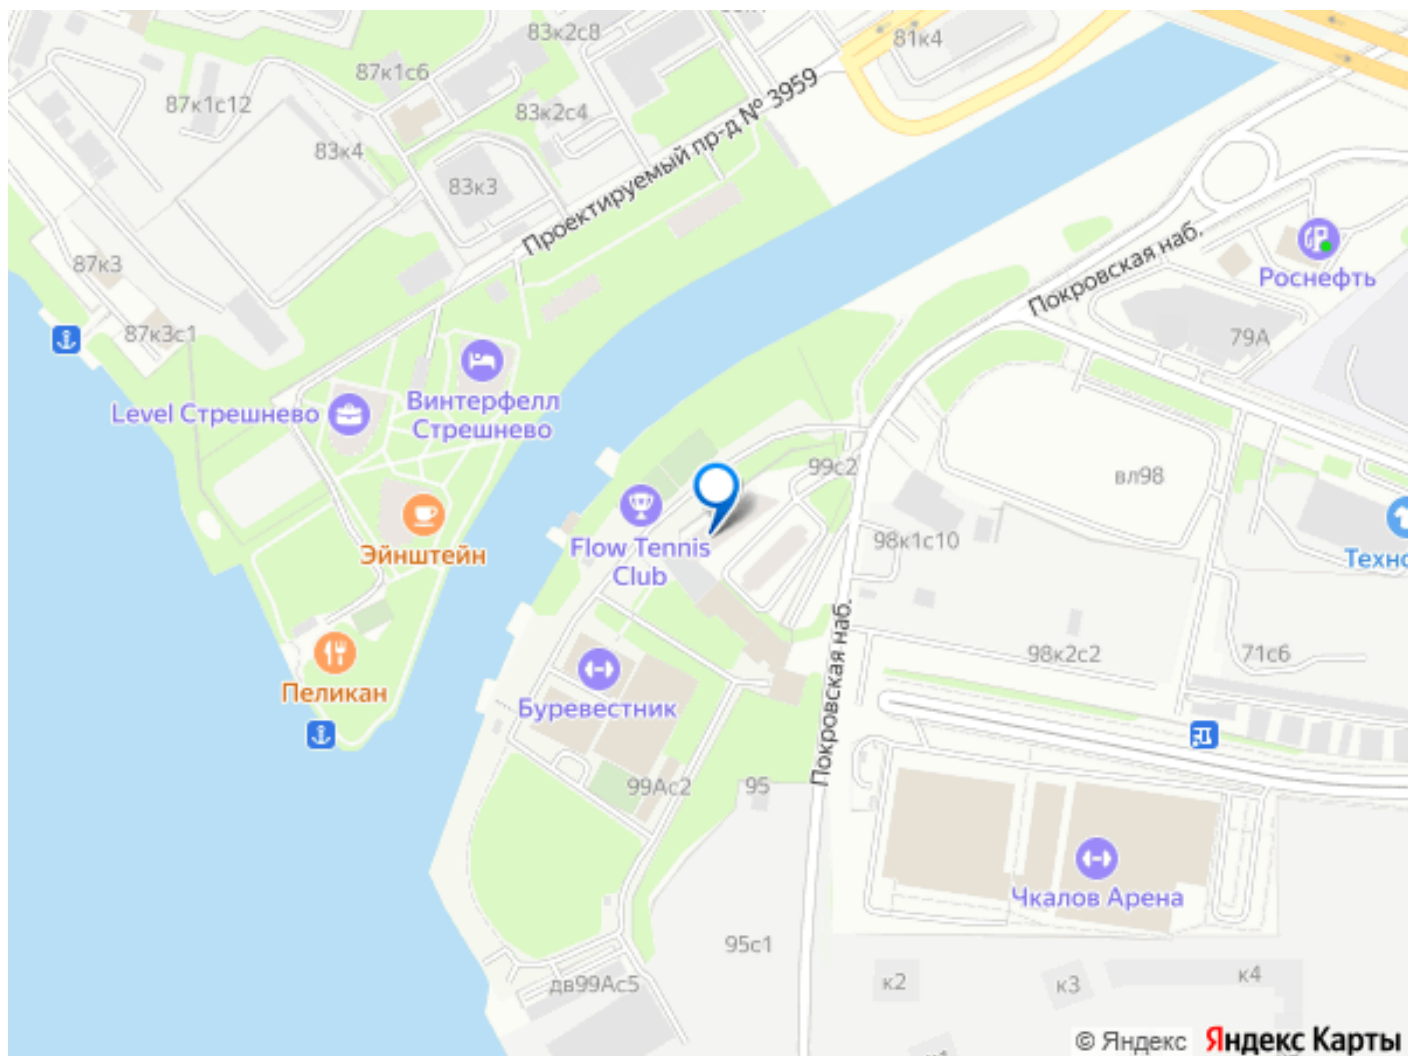 83к2с8
81к4
87к1с6
87к1с12
83к2с4
83к4
83к3
Проектируемый пр-д № 3959
87к3
87к3с1
Покровская наб.
Роснефть
79А
Level Стрешнево
Винтерфелл
Стрешнево
99с2
вл98
Flow Tennis
Club
Эйнштейн
98к1с10
Покровская наб.
98к2с2
71с6
Пеликан
Буревестник
99Ас2
95
Чкалов Арена
95с1
дв99Ас5
к2
к3
к4
© Яндекс Яндекс Карты